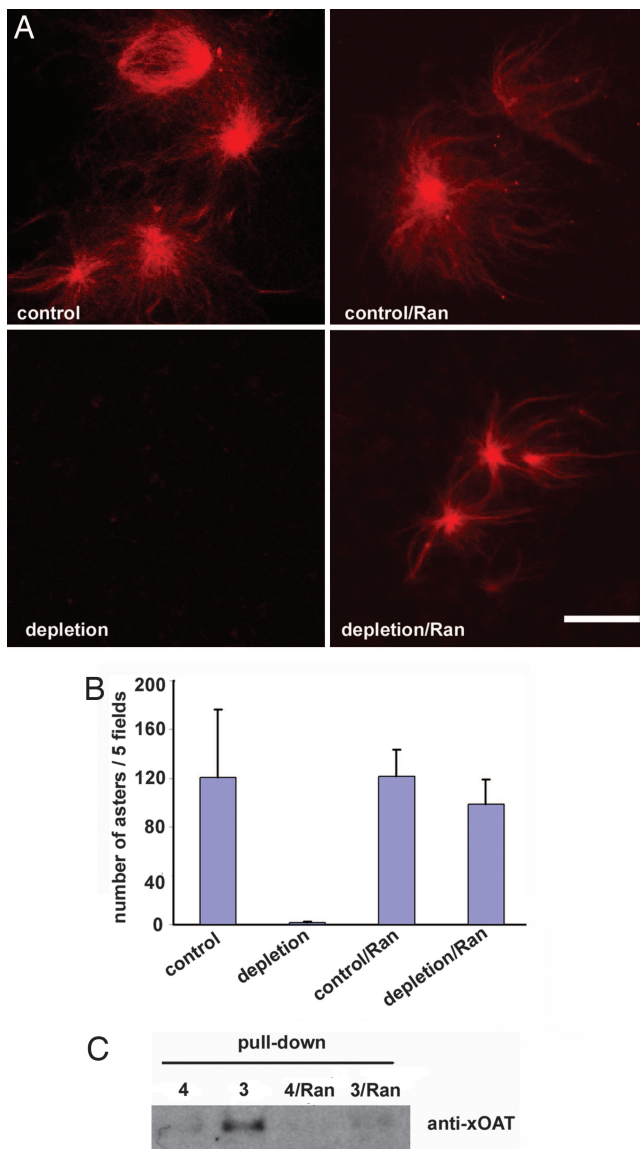 A
control
control/Ran
depletion
depletion/Ran
B
200
160
120
80
40
0
number of asters / 5 fields
control
depletion
control/Ran
depletion/Ran
C
pull-down
4 3 4/Ran 3/Ran
anti-xOAT